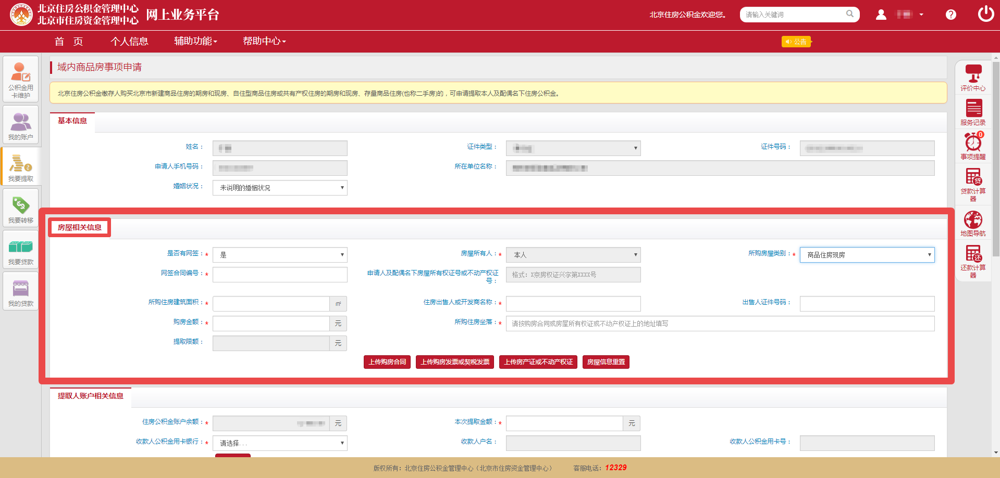 北京住房公积金管理中心
北京市住房资金管理中心
网上业务平台
北京住房公积金欢迎您。
请输入关键词
首 页
个人信息
辅助功能
帮助中心
公告
公积金用卡维护
我的账户
我要提取
我要转移
我要贷款
我的贷款
域内商品房事项申请
北京住房公积金缴存人购买北京市新建商品住房的期房和现房、自住型商品住房或共有产权住房的期房和现房、存量商品住房(也称二手房)的，可申请提取本人及配偶名下住房公积金。
基本信息
姓名：
证件类型：
证件号码：
申请人手机号码：
所在单位名称：
婚姻状况：
未说明的婚姻状况
房屋相关信息
是否有网签：*
是
房屋所有人：*
本人
所购房屋类别：*
商品住房现房
网签合同编号：*
申请人及配偶名下房屋所有权证号或不动产权证
号：
格式：X京房权证兴字第XXXX号
所购住房建筑面积：*
㎡
住房出售人或开发商名称：*
出售人证件号码：
购房金额：*
元
所购住房坐落：*
请按购房合同或房屋所有权证或不动产权证上的地址填写
提取限额：
元
上传购房合同
上传购房发票或契税发票
上传房产证或不动产权证
房屋信息重置
提取人账户相关信息
住房公积金账户余额：*
元
本次提取金额：*
元
收款人公积金用卡银行：*
请选择...
收款人户名：
收款人公积金用卡号：
评价中心
服务记录
0
事项提醒
贷
贷款计算
器
地图导航
还
还款计算
器
版权所有：北京住房公积金管理中心（北京市住房资金管理中心）
客服电话：12329